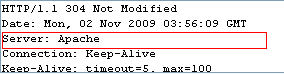 HTTP/1.1 304 Not Modified
Date: Mon, 02 Nov 2009 03:56:09 GMT
Server: Apache
Connection: Keep-Alive
Keep-Alive: timeout=5, max=100